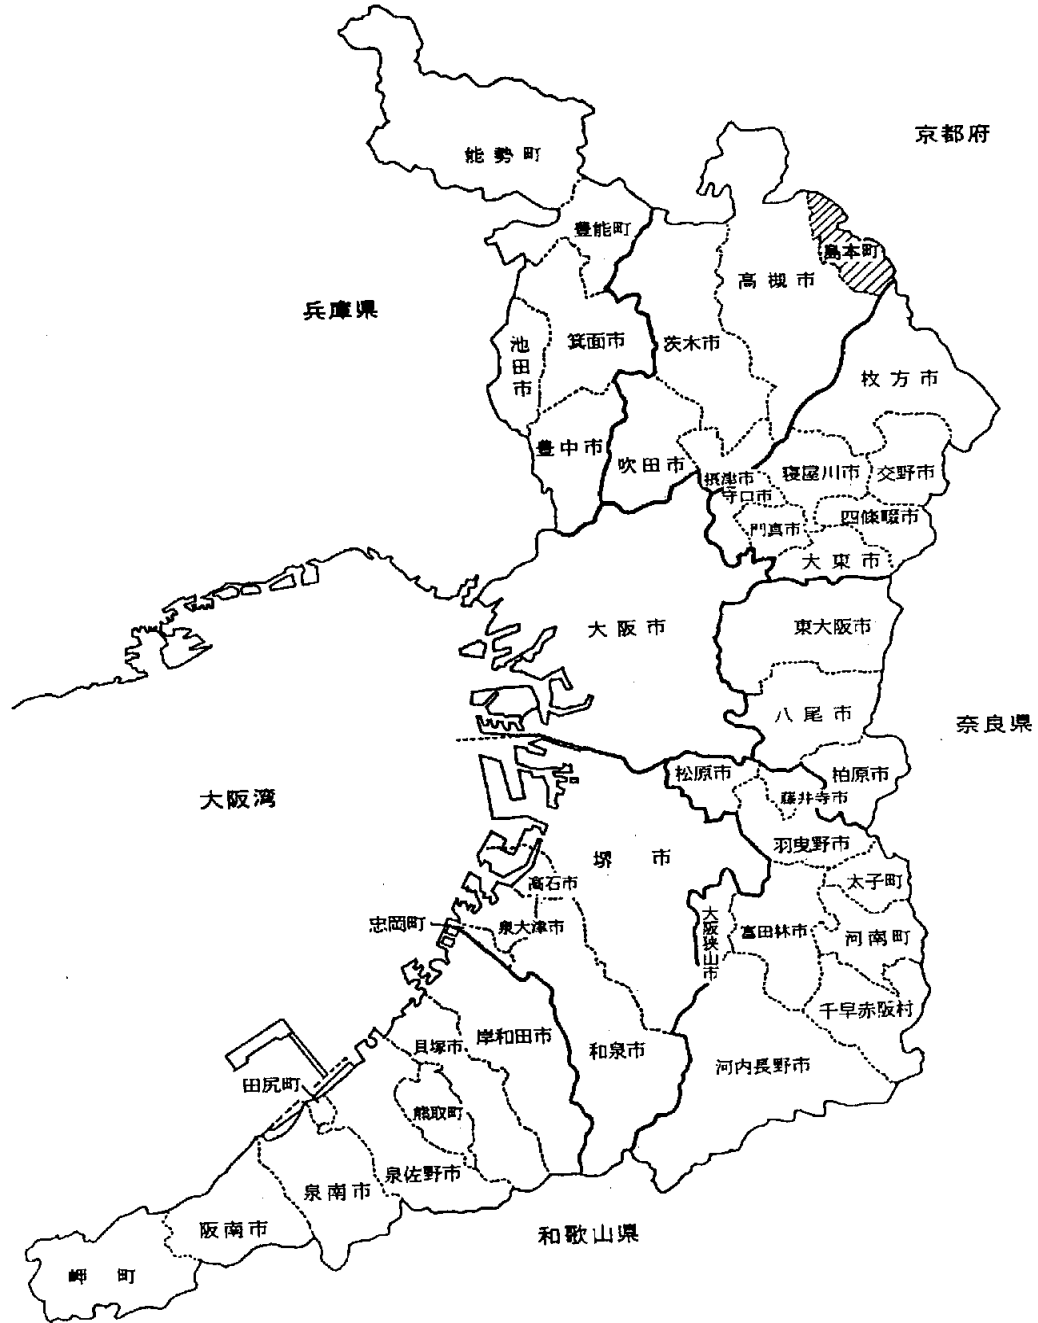 京都府
能勢町
豊能町
島本町
高槻市
兵庫県
箕面市
茨木市
池田市
枚方市
豊中市
吹田市
摂津市
寝屋川市
交野市
守口市
門真市
四條畷市
大東市
大阪市
東大阪市
八尾市
奈良県
松原市
柏原市
藤井寺市
大阪湾
羽曳野市
堺市
太子町
高石市
忠岡町
泉大津市
大阪狭山市
富田林市
河南町
千早赤阪村
岸和田市
貝塚市
和泉市
河内長野市
田尻町
熊取町
泉佐野市
泉南市
阪南市
和歌山県
岬町